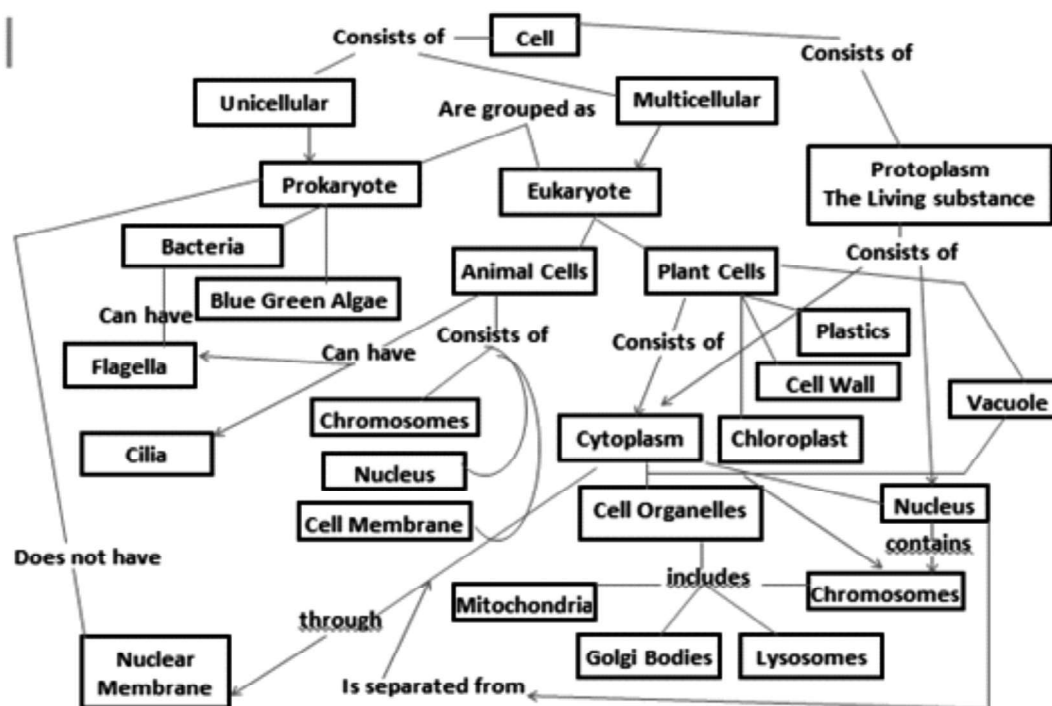 Consists of
Cell
Consists of
Unicellular
Are grouped as
Multicellular
Prokaryote
Eukaryote
Protoplasm
The Living substance
Bacteria
Animal Cells
Plant Cells
Consists of
Blue Green Algae
Can have
Flagella
Can have
Consists of
Consists of
Plastics
Cell Wall
Vacuole
Chromosomes
Cytoplasm
Chloroplast
Cilia
Nucleus
Cell Membrane
Cell Organelles
Nucleus
contains
Does not have
includes
Mitochondria
Chromosomes
through
Golgi Bodies
Lysosomes
Nuclear
Membrane
Is separated from